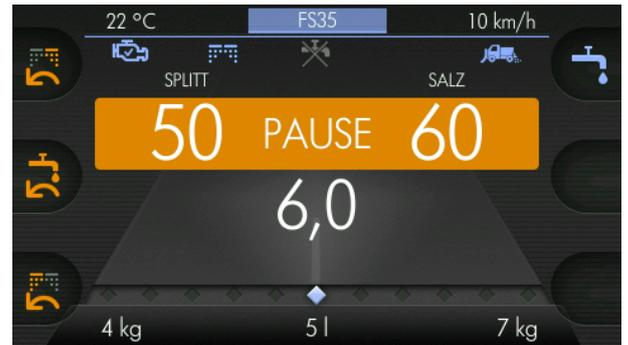 22 °C FS35 10 km/h
SPLITT SALZ
50 PAUSE 60
6,0
4 kg 5 l 7 kg